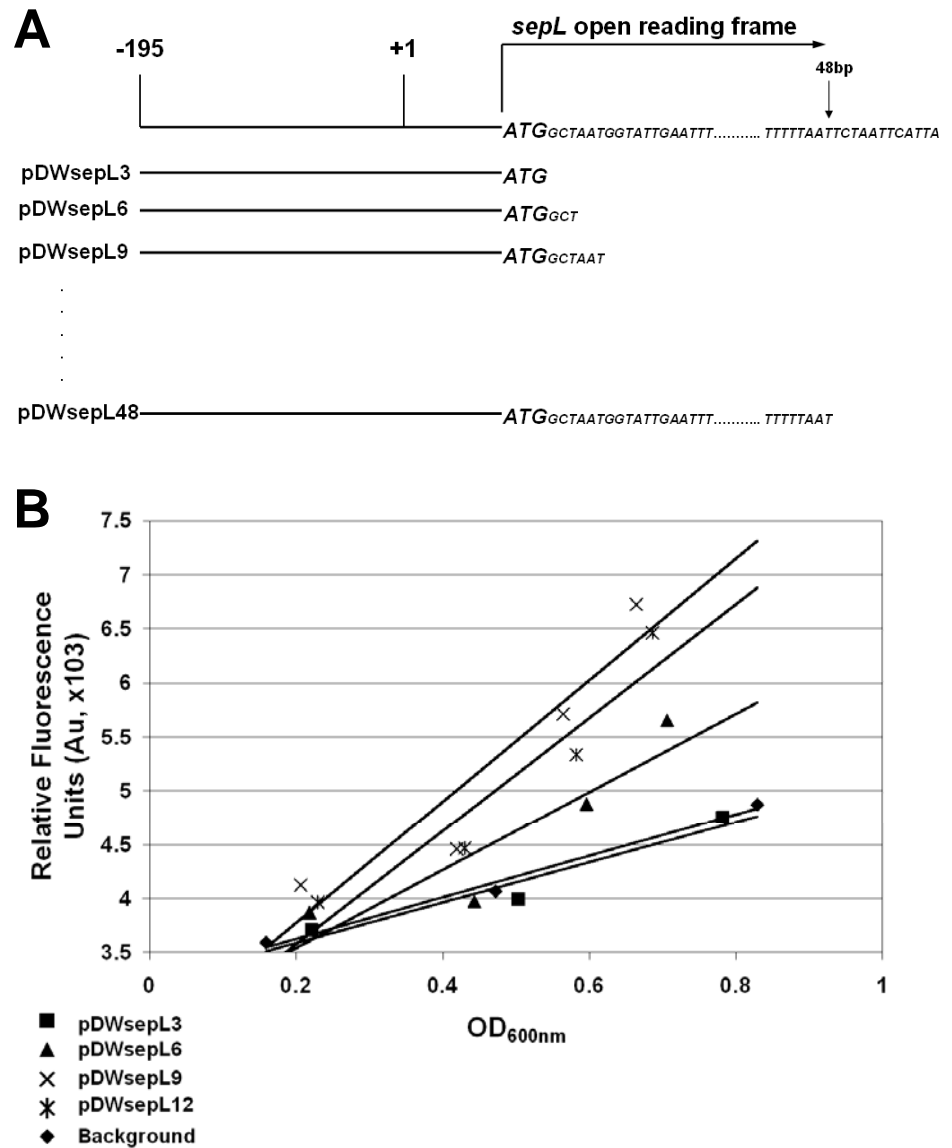 A
sepL open reading frame
-195
+1
48bp
ATGGCTAATGGTATTGAATTT........... TTTTTAATTCTAATTCATTA
pDWsepL3 ATG
pDWsepL6 ATGGCT
pDWsepL9 ATGGCTAAT
.
.
.
.
.
pDWsepL48 ATGGCTAATGGTATTGAATTT........... TTTTTAAT
B
Relative Fluorescence
Units (Au, x103)
7.5
7
6.5
6
5.5
5
4.5
4
3.5
0 0.2 0.4 0.6 0.8 1
OD600nm
pDWsepL3
pDWsepL6
pDWsepL9
pDWsepL12
Background